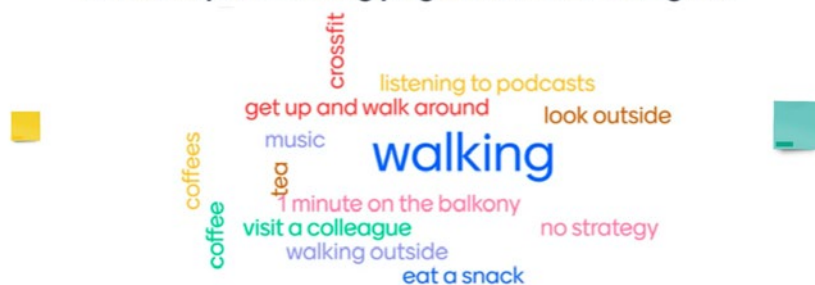 crossfit
listening to podcasts
get up and walk around
look outside
music
walking
coffees
tea
1 minute on the balkony
coffee
visit a colleague
no strategy
walking outside
eat a snack